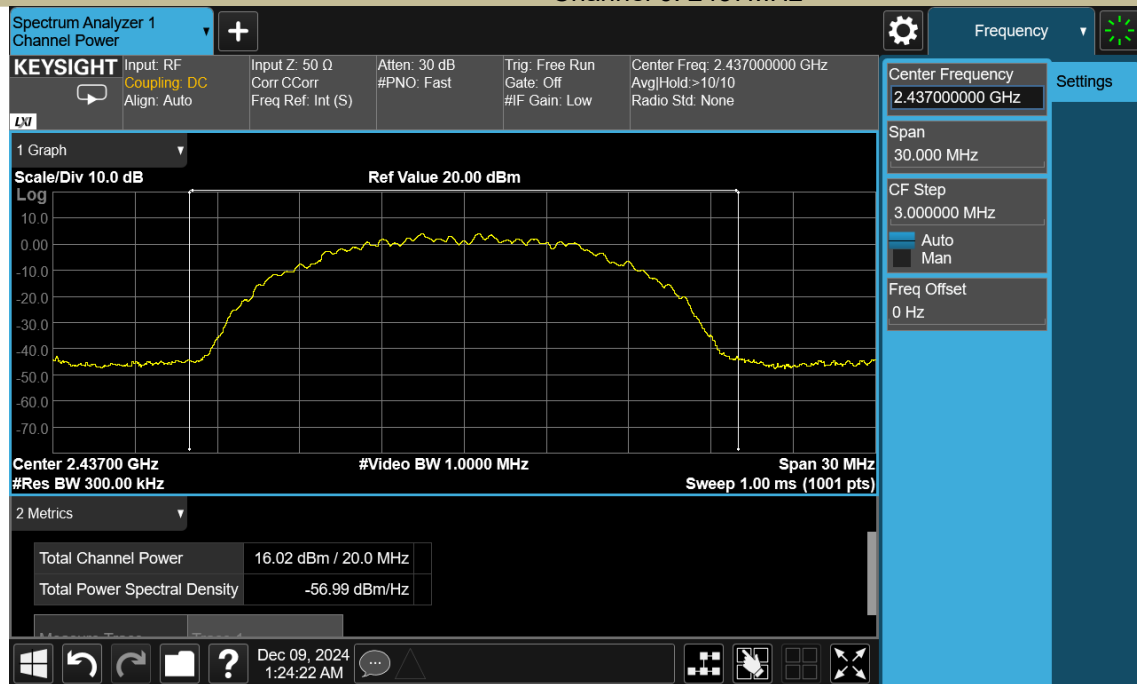 Spectrum Analyzer 1
Channel Power
Frequency
KEYSIGHT
Input: RF
Coupling: DC
Align: Auto
Input Z: 50 Ω
Corr CCorr
Freq Ref: Int (S)
Atten: 30 dB
#PNO: Fast
Trig: Free Run
Gate: Off
#IF Gain: Low
Center Freq: 2.437000000 GHz
Avg|Hold:>10/10
Radio Std: None
LXI
Center Frequency
2.437000000 GHz
Settings
Span
30.000 MHz
CF Step
3.000000 MHz
Auto
Man
Freq Offset
0 Hz
1 Graph
Scale/Div 10.0 dB
Ref Value 20.00 dBm
Log
10.0
0.00
-10.0
-20.0
-30.0
-40.0
-50.0
-60.0
-70.0
Center 2.43700 GHz
#Video BW 1.0000 MHz
Span 30 MHz
#Res BW 300.00 kHz
Sweep 1.00 ms (1001 pts)
2 Metrics
Total Channel Power 16.02 dBm / 20.0 MHz
Total Power Spectral Density -56.99 dBm/Hz
?
Dec 09, 2024
1:24:22 AM